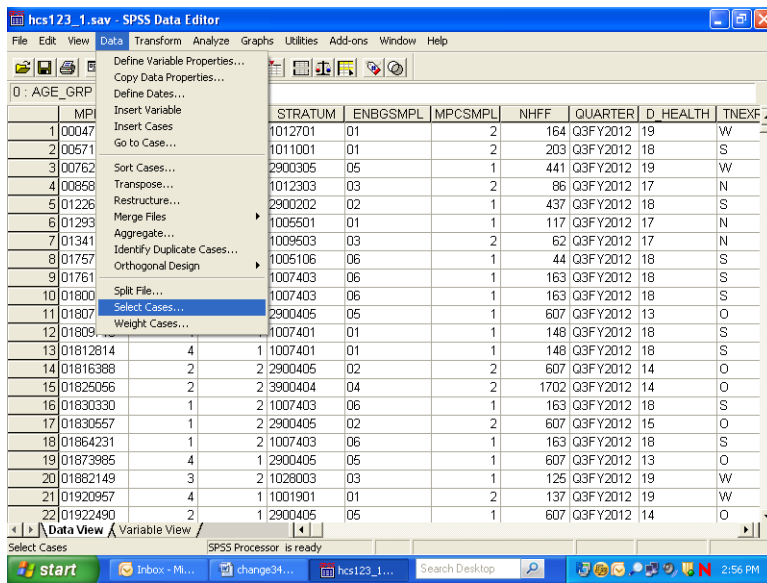 hcs123_1.sav - SPSS Data Editor
File Edit View Data Transform Analyze Graphs Utilities Add-ons Window Help
Define Variable Properties...
Copy Data Properties...
Define Dates...
Insert Variable
Insert Cases
Go to Case...
Sort Cases...
Transpose...
Restructure...
Merge Files
Aggregate...
Identify Duplicate Cases...
Orthogonal Design
Split File...
Select Cases...
Weight Cases...
0 : AGE_GRP
STRATUM ENBGSMPL MPCSMPL NHFF QUARTER D_HEALTH
1 00047 1012701 01 2 164 Q3FY2012 19 W
2 00571 1011001 01 2 203 Q3FY2012 18 S
3 00762 2900305 05 1 441 Q3FY2012 19 W
4 00858 1012303 03 2 86 Q3FY2012 17 N
5 01226 2900202 02 1 437 Q3FY2012 18 S
6 01293 1005501 01 1 117 Q3FY2012 17 N
7 01341 1009503 03 2 62 Q3FY2012 17 N
8 01757 1005106 06 1 44 Q3FY2012 18 S
9 01761 1007403 06 1 163 Q3FY2012 18 S
10 01800 1007403 06 1 163 Q3FY2012 18 S
11 01807 2900405 05 1 607 Q3FY2012 13 O
12 1007401 01 1 148 Q3FY2012 18 S
13 01812814 4 1 1007401 01 1 148 Q3FY2012 18 S
14 01816388 2 2 2900405 02 2 607 Q3FY2012 14 O
15 01825056 2 2 3900404 04 2 1702 Q3FY2012 14 O
16 01830330 1 2 1007403 06 1 163 Q3FY2012 18 S
17 01830557 1 2 2900405 02 2 607 Q3FY2012 15 O
18 01864231 1 2 1007403 06 1 163 Q3FY2012 18 S
19 01873985 4 1 2900405 05 1 607 Q3FY2012 13 O
20 01882149 3 2 1028003 03 1 125 Q3FY2012 19 W
21 01920957 4 1 1001901 01 2 137 Q3FY2012 19 W
22 01922490 2 1 2900405 05 1 607 Q3FY2012 14 O
Data View Variable View
Select Cases SPSS Processor is ready
start Inbox - Mi... change34... hcs123_1... Search Desktop 2:56 PM